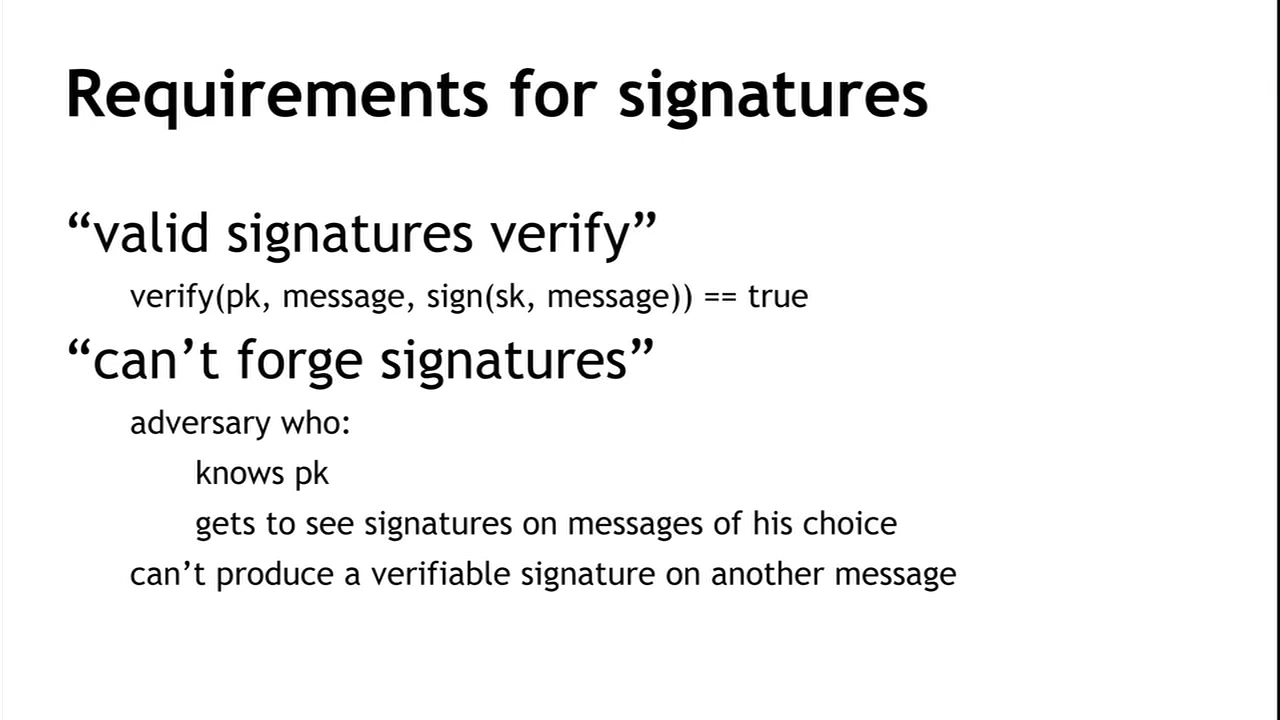 Requirements for signatures
“valid signatures verify”
verify(pk, message, sign(sk, message)) == true
“can’t forge signatures”
adversary who:
knows pk
gets to see signatures on messages of his choice
can’t produce a verifiable signature on another message